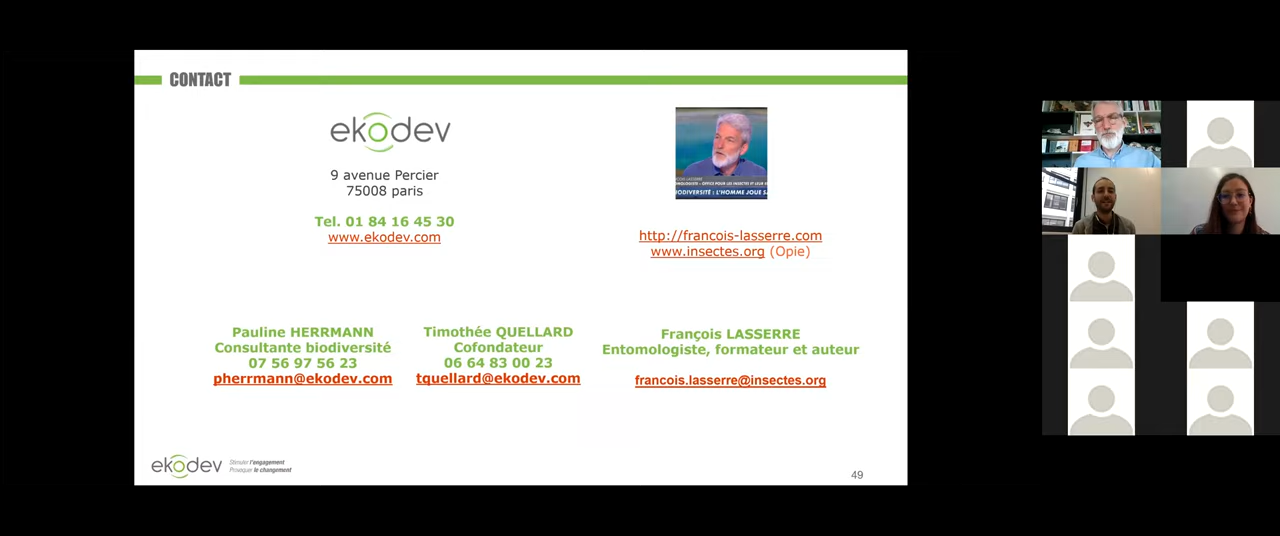 CONTACT
ekodev
9 avenue Percier
75008 paris
Tel. 01 84 16 45 30
www.ekodev.com
BIODIVERSITÉ : L'HOMME JOUE
http://francois-lasserre.com
www.insectes.org (Opie)
Pauline HERRMANN
Consultante biodiversité
07 56 97 56 23
pherrmann@ekodev.com
Timothée QUELLARD
Cofondateur
06 64 83 00 23
tquellard@ekodev.com
François LASSERRE
Entomologiste, formateur et auteur
francois.lasserre@insectes.org
ekodev
Stimuler l'engagement
Provoquer le changement
49